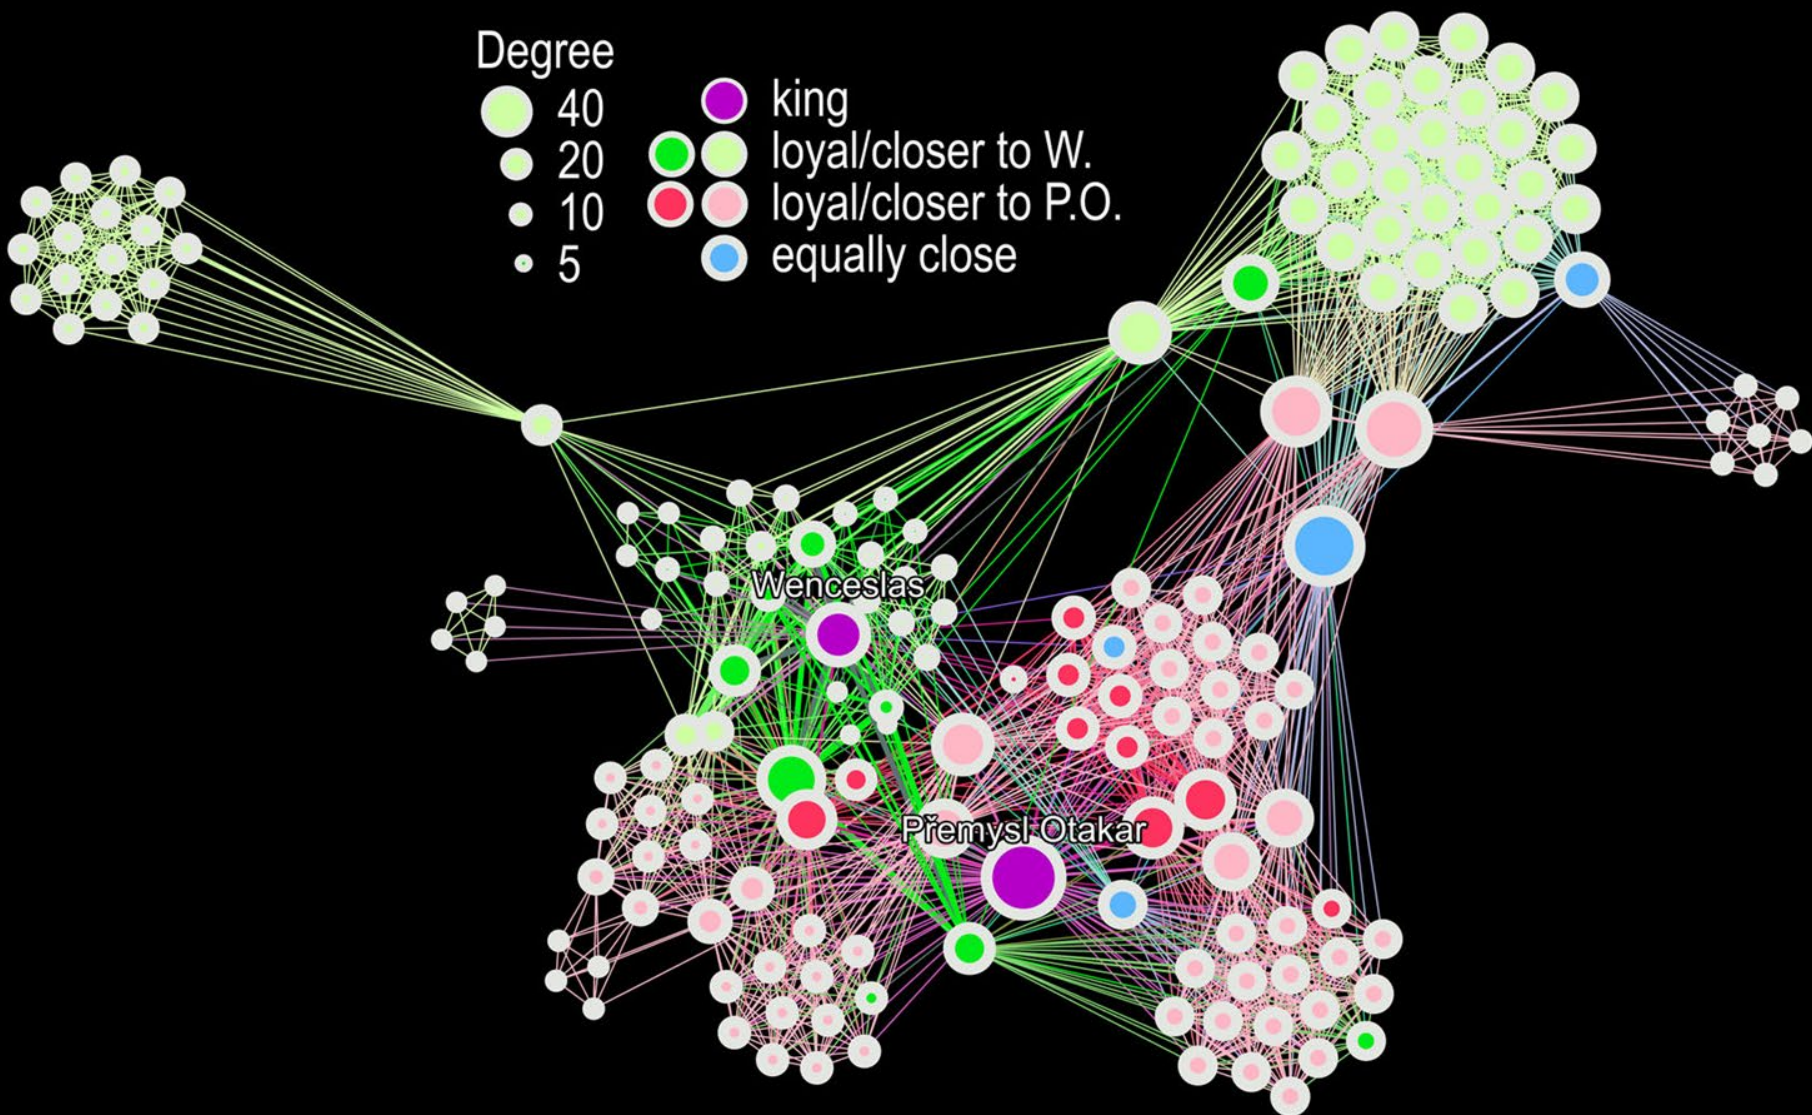 Degree
40
20
10
5
king
loyal/closer to W.
loyal/closer to P.O.
equally close
Wenceslas
Přemysl Otakar